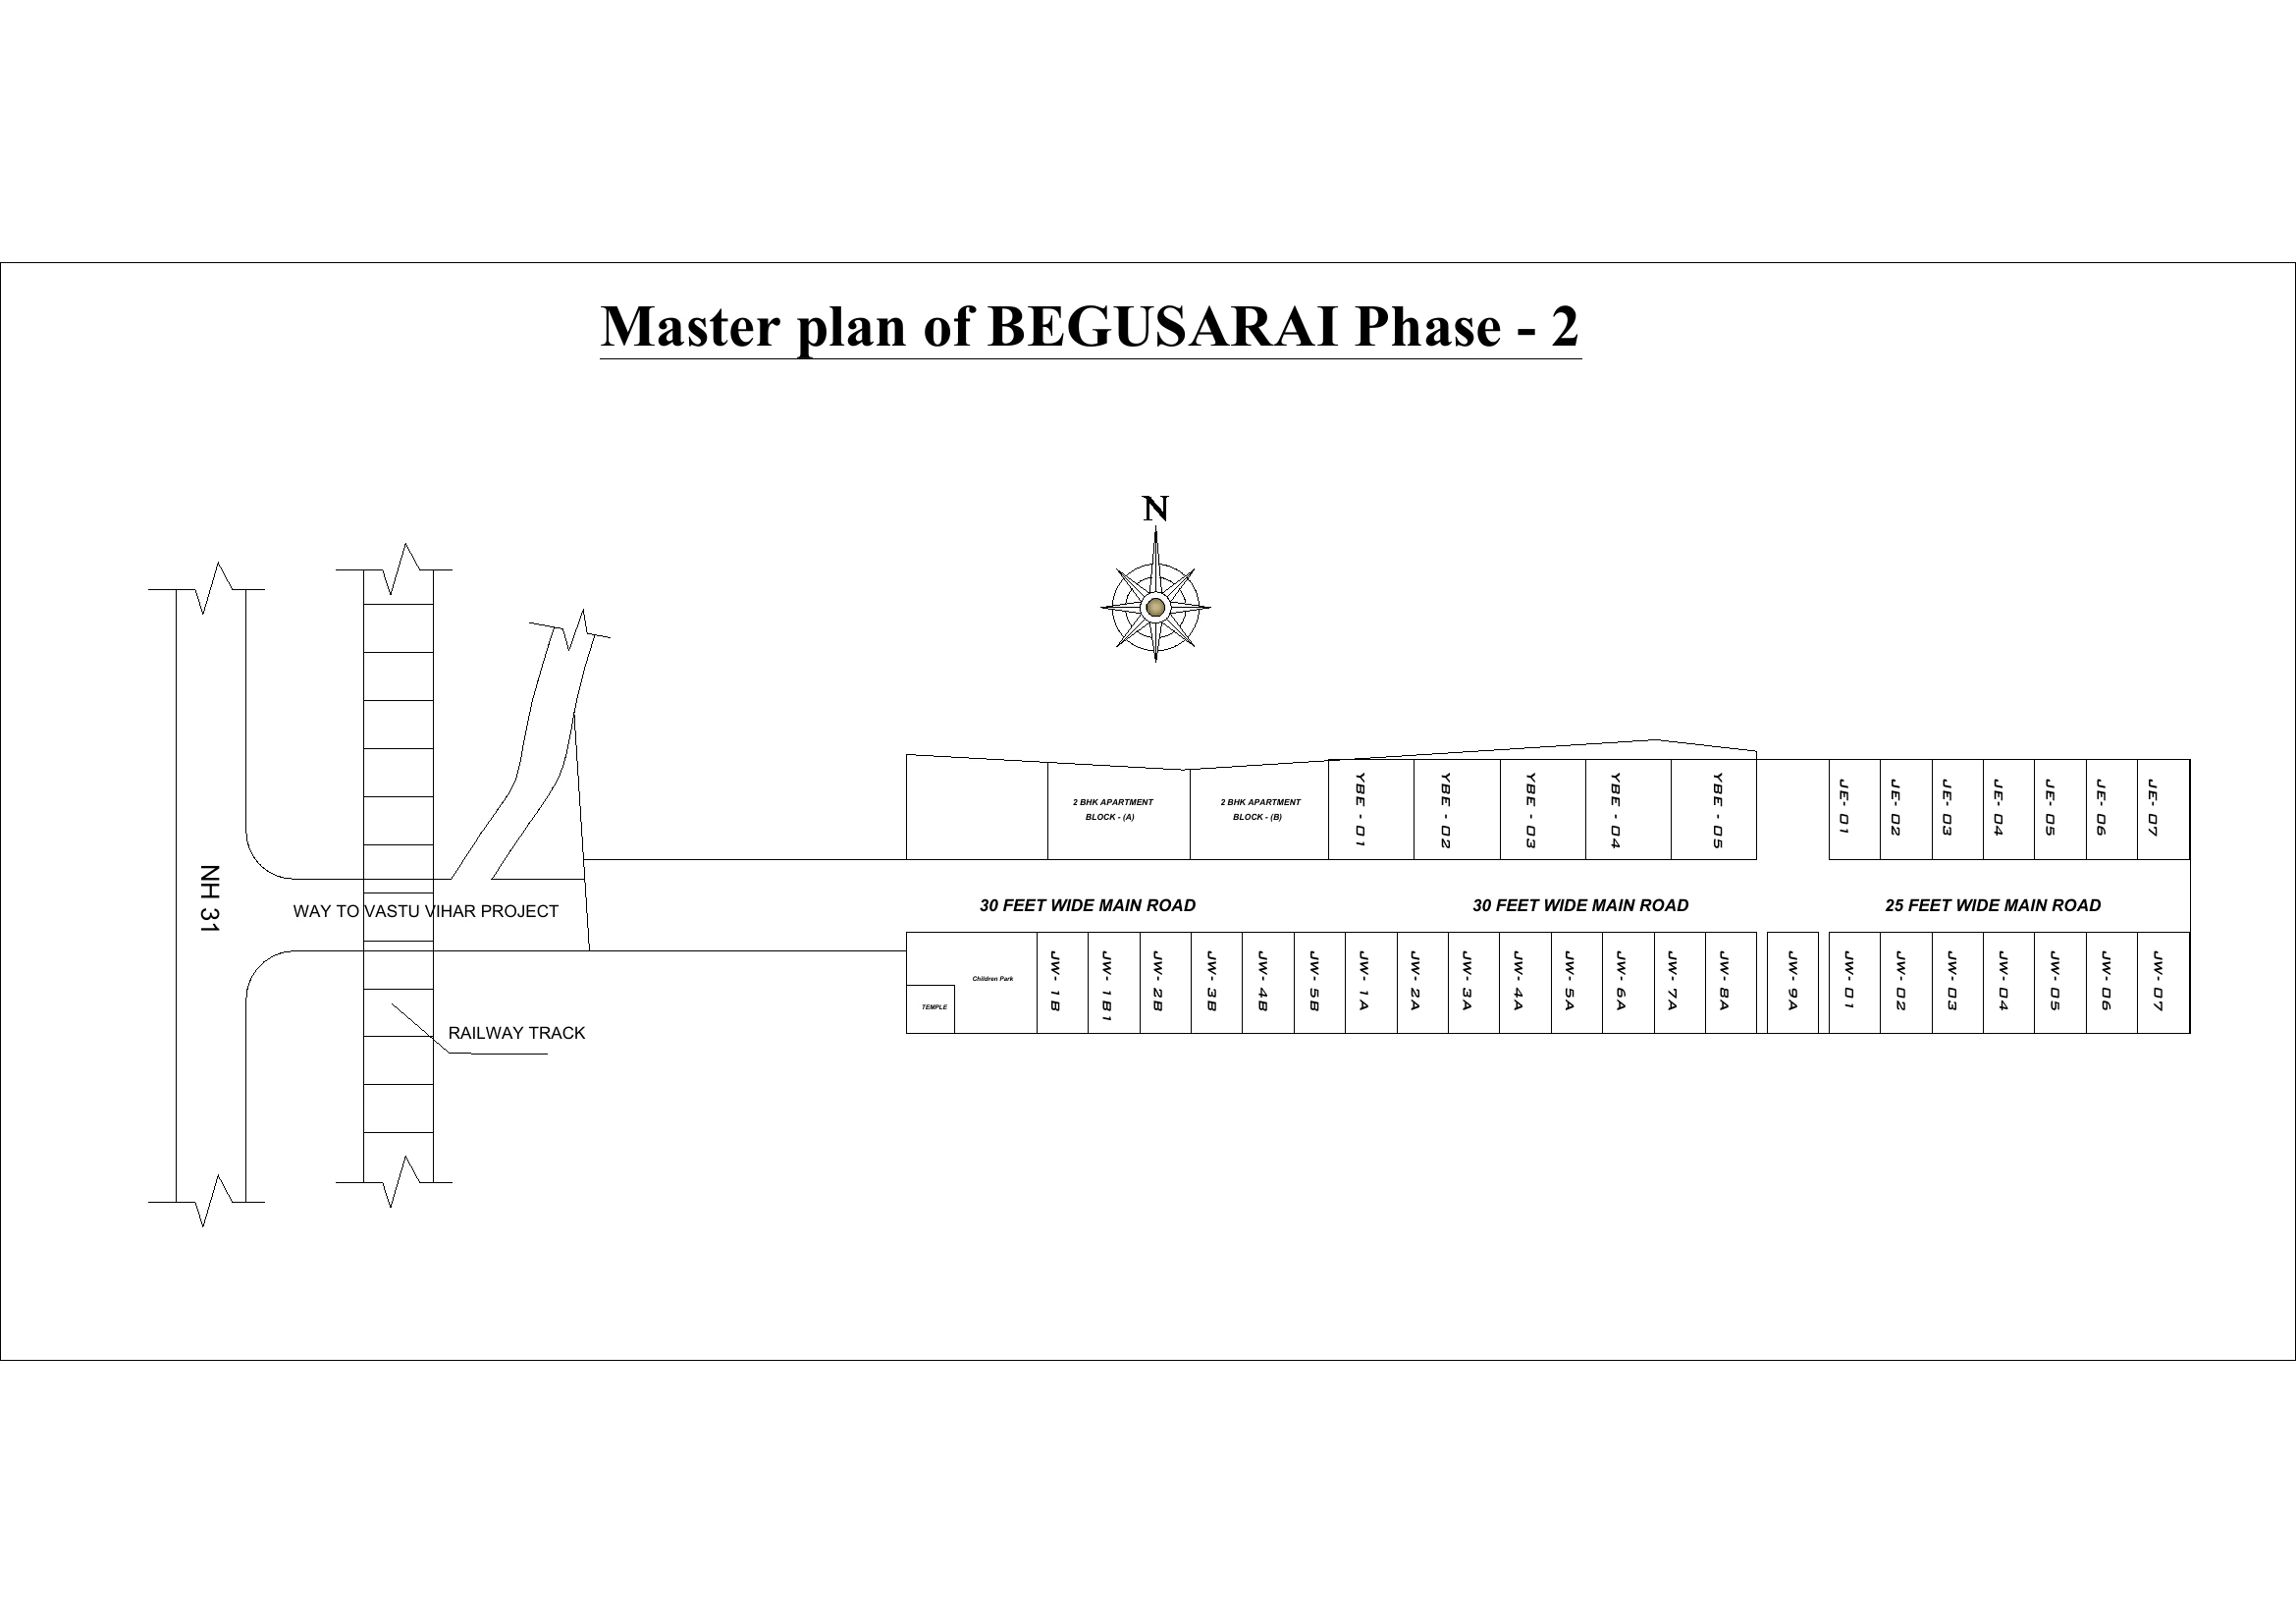 Master plan of BEGUSARAI Phase - 2
N
2 BHK APARTMENT
BLOCK - (A)
2 BHK APARTMENT
BLOCK - (B)
YBE - 01
YBE - 02
YBE - 03
YBE - 04
YBE - 05
JE- 01
JE- 02
JE- 03
JE- 04
JE- 05
JE- 06
JE- 07
NH 31
WAY TO VASTU VIHAR PROJECT
30 FEET WIDE MAIN ROAD
30 FEET WIDE MAIN ROAD
25 FEET WIDE MAIN ROAD
Children Park
TEMPLE
JW- 1B
JW- 1B1
JW- 2B
JW- 3B
JW- 4B
JW- 5B
JW- 1A
JW- 2A
JW- 3A
JW- 4A
JW- 5A
JW- 6A
JW- 7A
JW- 8A
JW- 9A
JW- 01
JW- 02
JW- 03
JW- 04
JW- 05
JW- 06
JW- 07
RAILWAY TRACK